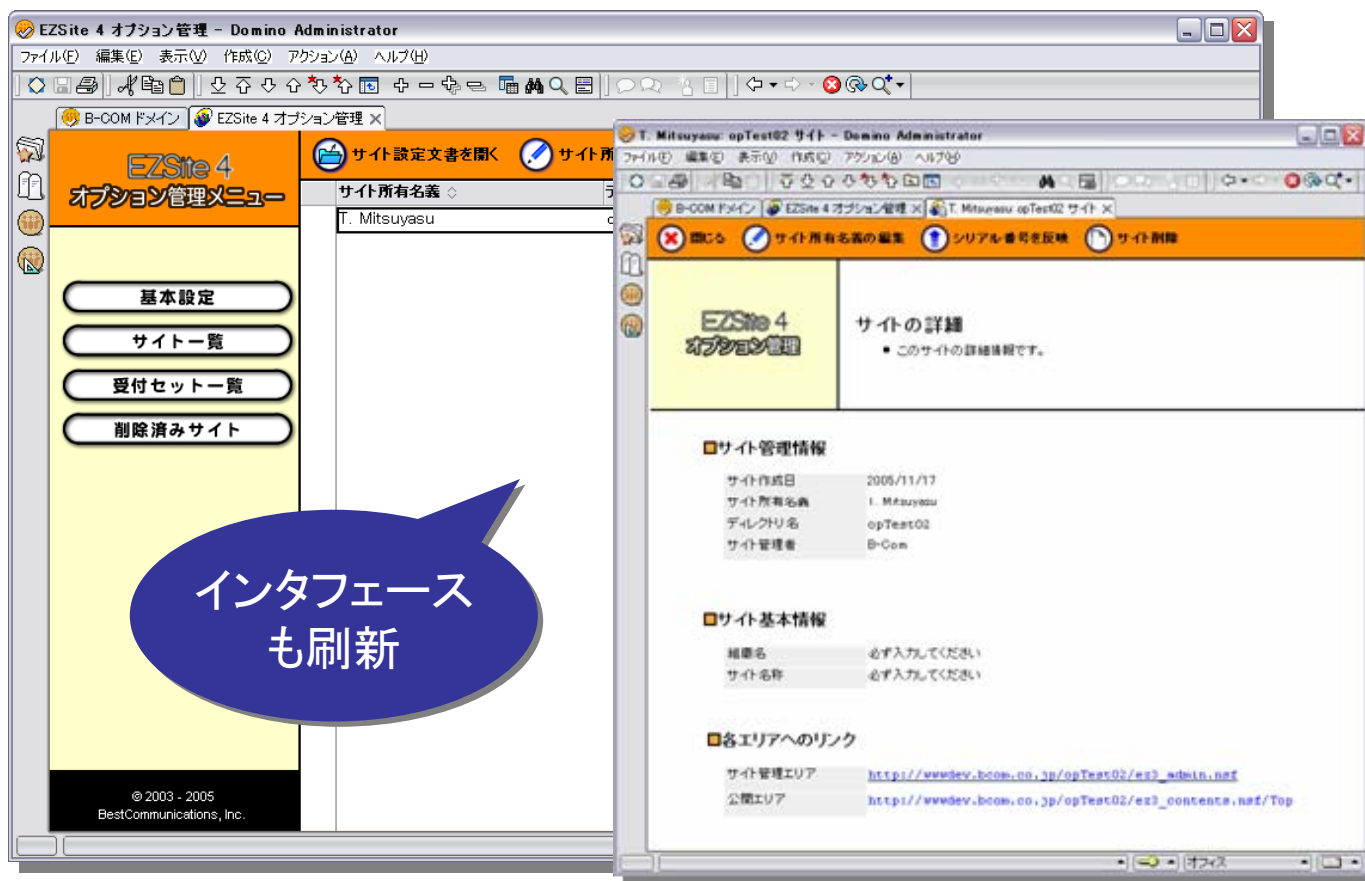 EZSite 4 オプション管理 - Domino Administrator
ファイル(F) 編集(E) 表示(V) 作成(C) アクション(A) ヘルプ(H)
B-COM ドメイン EZSite 4 オプション管理
EZSite 4
オプション管理メニュー
サイト設定文書を開く サイト所
サイト所有名義
T. Mitsuyasu
基本設定
サイト一覧
受付セット一覧
削除済みサイト
インタフェース
も刷新
© 2003 - 2005
BestCommunications, Inc.
T. Mitsuyasu: opTest02 サイト - Domino Administrator
ファイル(F) 編集(E) 表示(V) 作成(C) アクション(A) ヘルプ(H)
B-COM ドメイン EZSite 4 オプション管理 T. Mitsuyasu: opTest02 サイト
閉じる サイト所有名義の編集 シリアル番号を反映 サイト削除
EZSite 4
オプション管理
サイトの詳細
このサイトの詳細情報です。
サイト管理情報
サイト作成日 2005/11/17
サイト所有名義 T. Mitsuyasu
ディレクトリ名 opTest02
サイト管理者 B-Com
サイト基本情報
組織名 必ず入力してください
サイト名称 必ず入力してください
各エリアへのリンク
サイト管理エリア http://wwwdev.bcom.co.jp/opTest02/ez3_admin.nsf
公開エリア http://wwwdev.bcom.co.jp/opTest02/ez3_contents.nsf/Top
オフィス